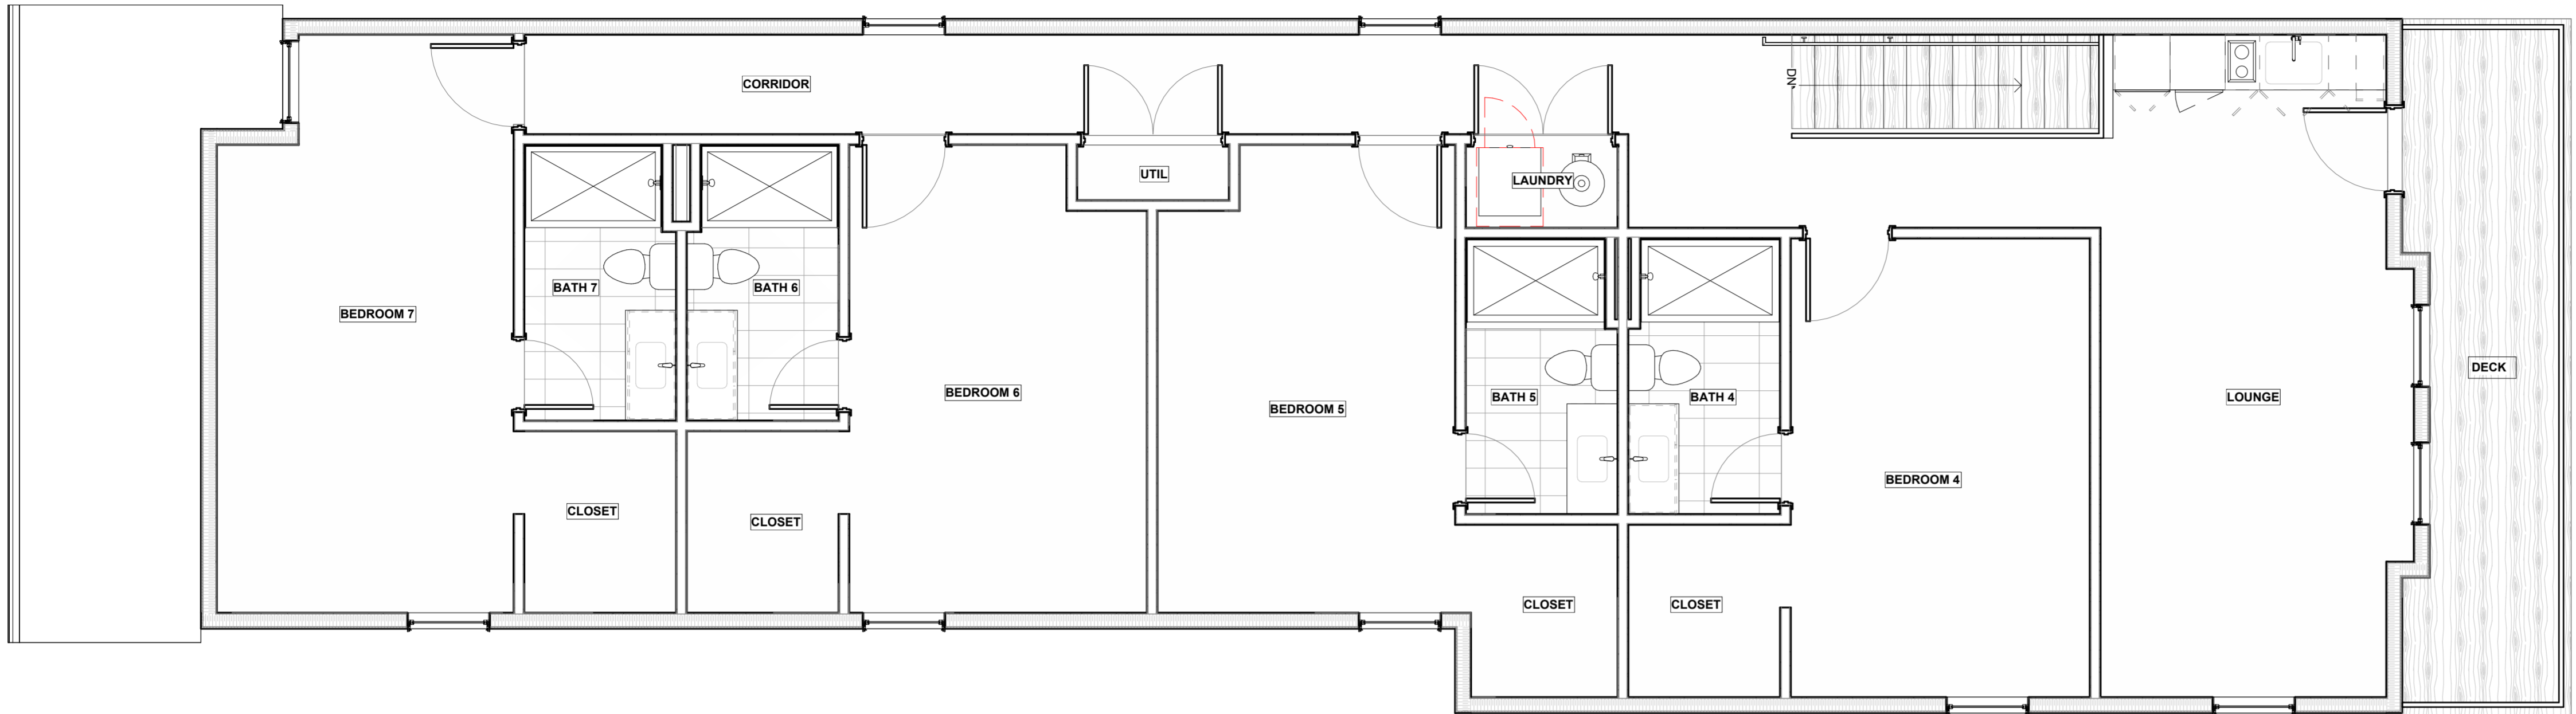 CORRIDOR
DN.
UTIL
LAUNDRY
BATH 7
BATH 6
BEDROOM 7
BEDROOM 6
BEDROOM 5
BATH 5
BATH 4
LOUNGE
DECK
BEDROOM 4
CLOSET
CLOSET
CLOSET
CLOSET